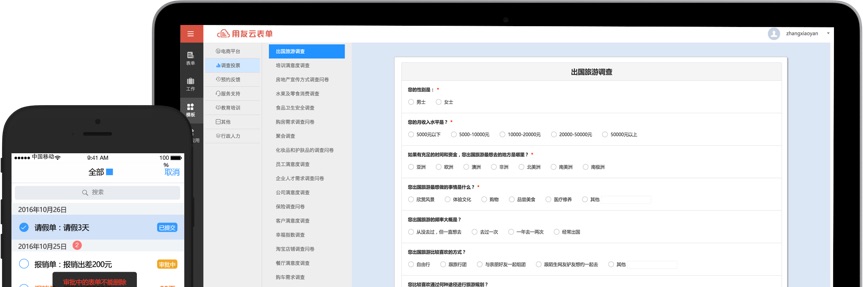 用友云表单
zhangxiaoyan
表单
工作
模板
电商平台
调查投票
预约反馈
服务支持
教育培训
其他
行政人力
出国旅游调查
培训满意度调查
房地产宣传方式调查问卷
水果及零售消费调查
食品卫生安全调查
购房需求调查问卷
聚会调查
化妆品和护肤品的调查问卷
员工满意度调查
企业人才需求调查问卷
公司满意度调查
保险调查问卷
客户满意度调查
幸福指数调查
淘宝店铺调查问卷
餐厅满意度调查
购车需求调查
出国旅游调查
您的性别是： *
男士 女士
您的月收入水平是？ *
5000元以下 5000-10000元 10000-20000元 20000-50000元 50000元以上
如果有充足的时间和资金，您出国旅游最想去的地方是哪里？ *
亚洲 欧洲 澳洲 非洲 北美洲 南美洲 南极洲
您出国旅游最想做的事情是什么？ *
欣赏风景 体验文化 购物 品尝美食 医疗修养 其他
您出国旅游的频率大概是？
从没去过，但一直想去 去过一次 一年去一两次 经常出国
您出国旅游比较喜欢的方式？
自由行 跟旅行团 与亲朋好友一起组团 跟陌生网友驴友想约一起去 其他
您比较喜欢通过何种途径进行旅游规划？
中国移动 9:41 AM 100 %
全部 取消
搜索
2016年10月26日
请假单：请假3天 已提交
2016年10月25日 2
报销单：报销出差200元 审批中
审批中的表单不能删除